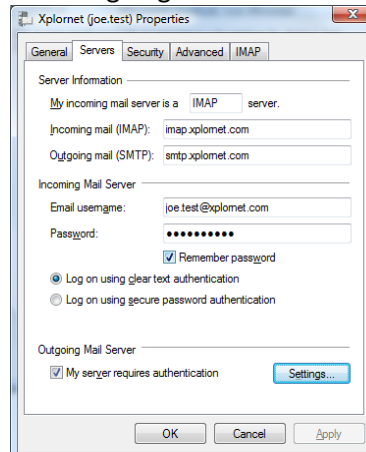 Xplornet (joe.test) Properties
General Servers Security Advanced IMAP
Server Information
My incoming mail server is a IMAP server.
Incoming mail (IMAP): imap.xplornet.com
Outgoing mail (SMTP): smtp.xplornet.com
Incoming Mail Server
Email username: joe.test@xplornet.com
Password: ●●●●●●●●●●
Remember password
Log on using clear text authentication
Log on using secure password authentication
Outgoing Mail Server
My server requires authentication Settings...
OK Cancel Apply